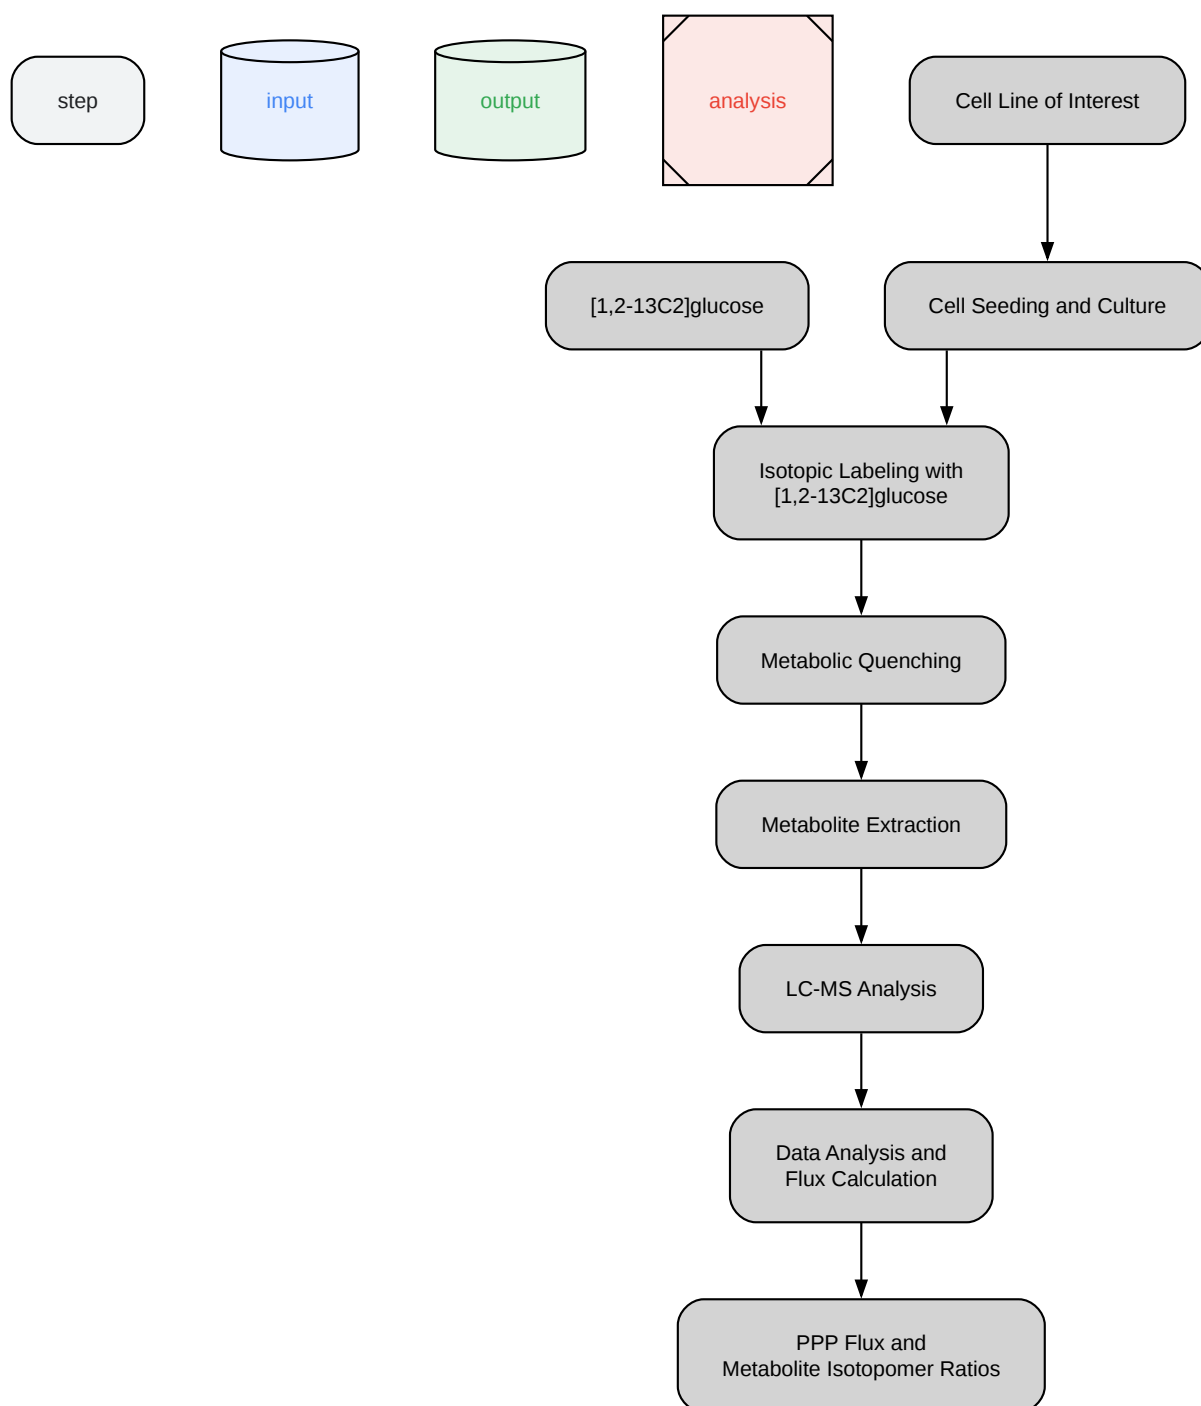 step
input
output
analysis
Cell Line of Interest
[1,2-13C2]glucose
Cell Seeding and Culture
Isotopic Labeling with
[1,2-13C2]glucose
Metabolic Quenching
Metabolite Extraction
LC-MS Analysis
Data Analysis and
Flux Calculation
PPP Flux and
Metabolite Isotopomer Ratios